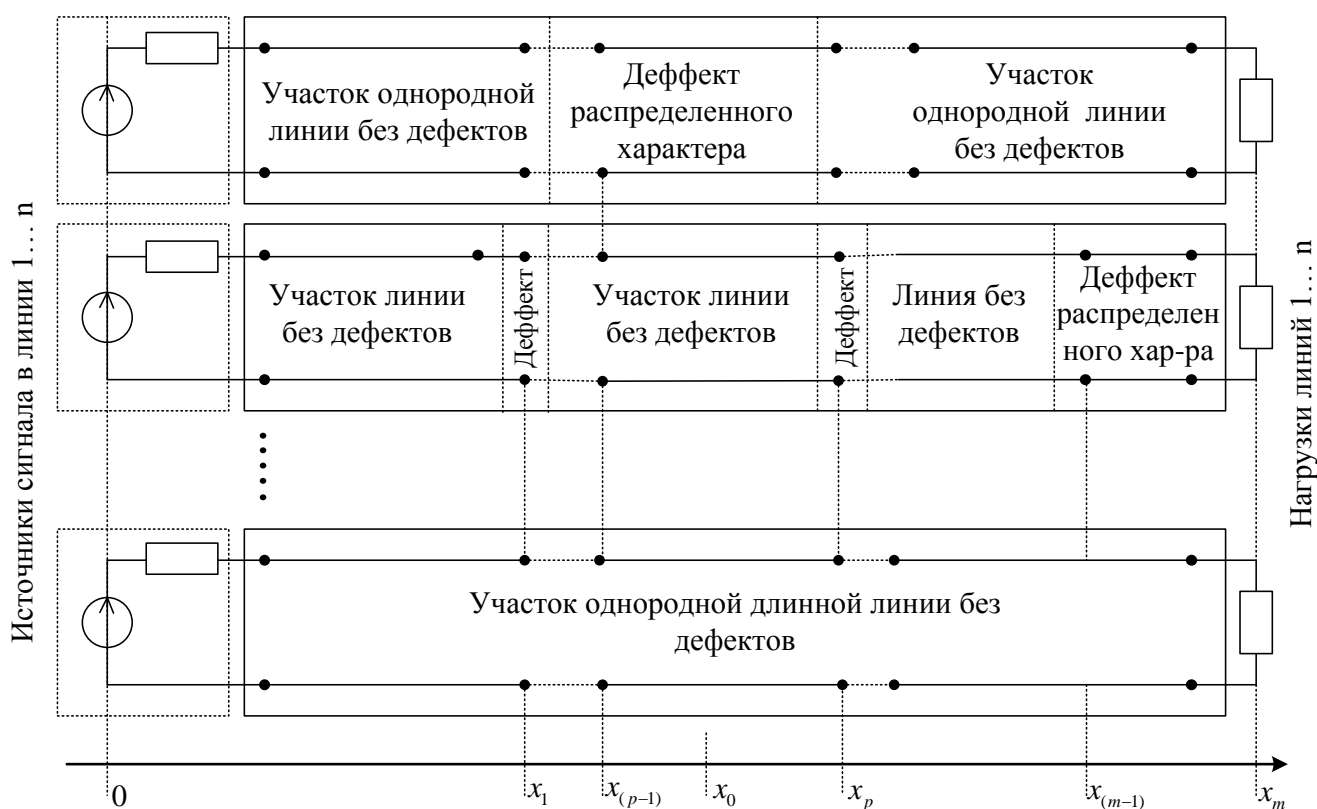 Источники сигнала в линии 1… n
Участок однородной
линии без дефектов
Деффект
распределенного
характера
Участок
однородной линии
без дефектов
Участок линии
без дефектов
Деффект
Участок линии
без дефектов
Деффект
Линия без
дефектов
Деффект
распределен
ного хар-ра
Участок однородной длинной линии без
дефектов
Нагрузки линий 1… n
0
x₁
x₍ₚ₋₁₎
x₀
xₚ
x₍ₘ₋₁₎
xₘ